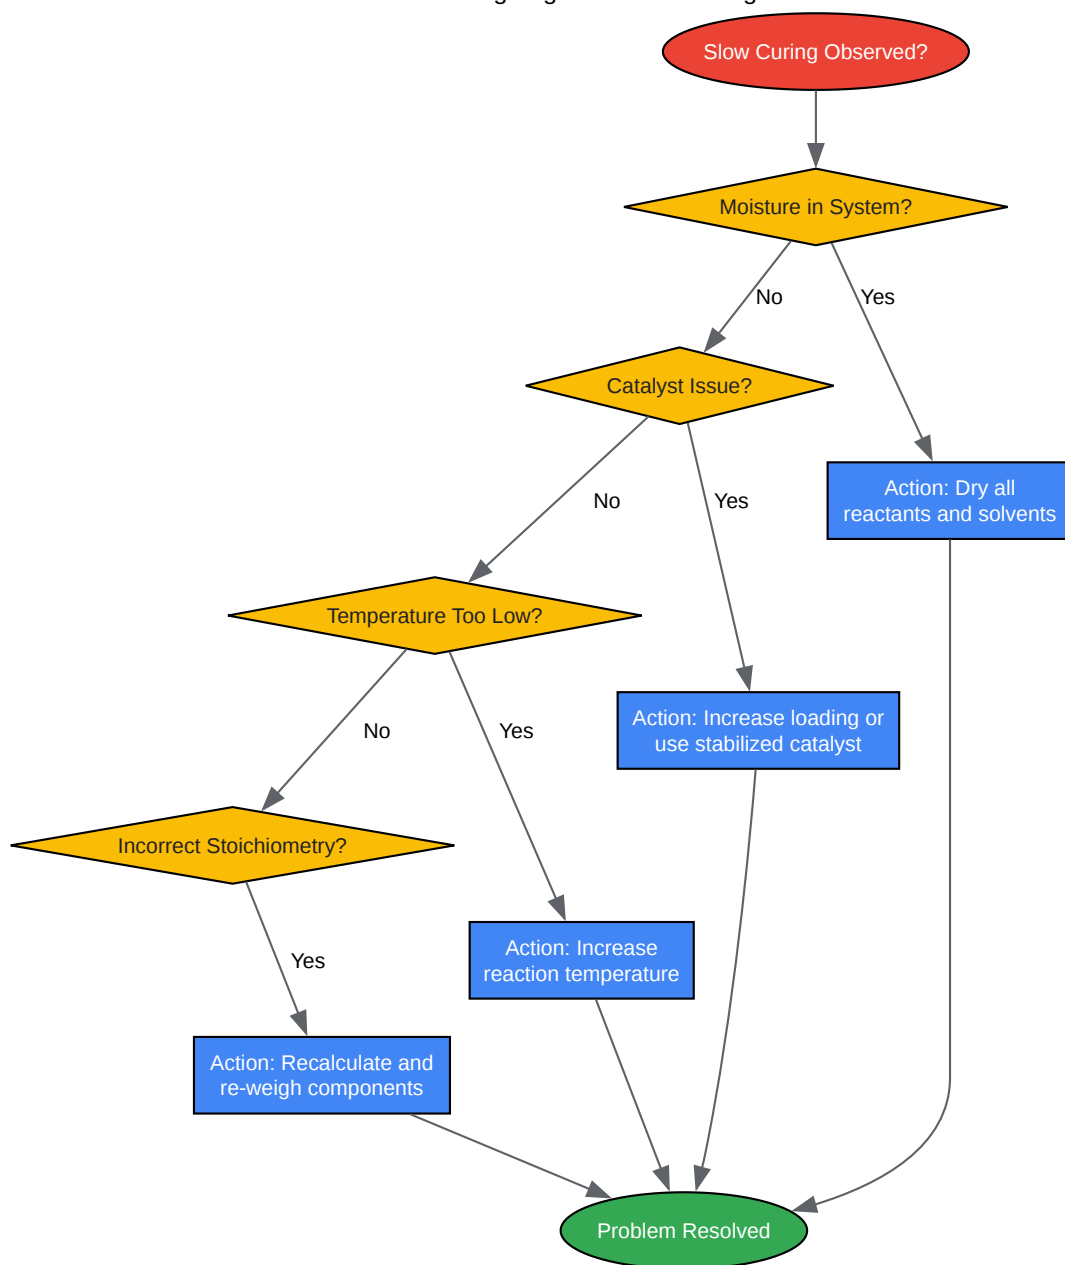 Slow Curing Observed?
Moisture in System?
No
Yes
Catalyst Issue?
Action: Dry all
reactants and solvents
No
Yes
Temperature Too Low?
Action: Increase loading or
use stabilized catalyst
No
Yes
Incorrect Stoichiometry?
Action: Increase
reaction temperature
Yes
Action: Recalculate and
re-weigh components
Problem Resolved